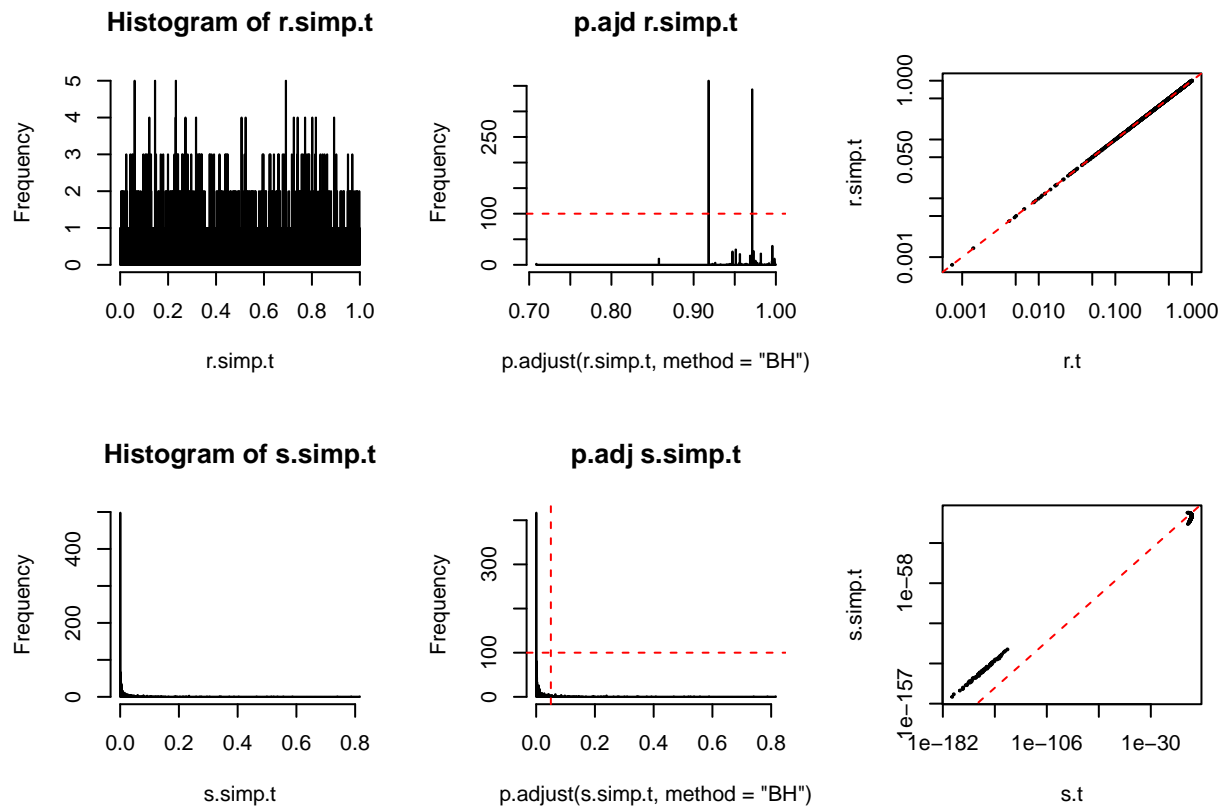 Histogram of r.simp.t
Frequency
0 1 2 3 4 5
0.0 0.2 0.4 0.6 0.8 1.0
r.simp.t
p.ajd r.simp.t
Frequency
0 100 250
0.70 0.80 0.90 1.00
p.adjust(r.simp.t, method = "BH")
r.simp.t
0.001 0.050 1.000
0.001 0.010 0.100 1.000
r.t
Histogram of s.simp.t
Frequency
0 200 400
0.0 0.2 0.4 0.6 0.8
s.simp.t
p.adj s.simp.t
Frequency
0 100 300
0.0 0.2 0.4 0.6 0.8
p.adjust(s.simp.t, method = "BH")
s.simp.t
1e-157 1e-58
1e-182 1e-106 1e-30
s.t